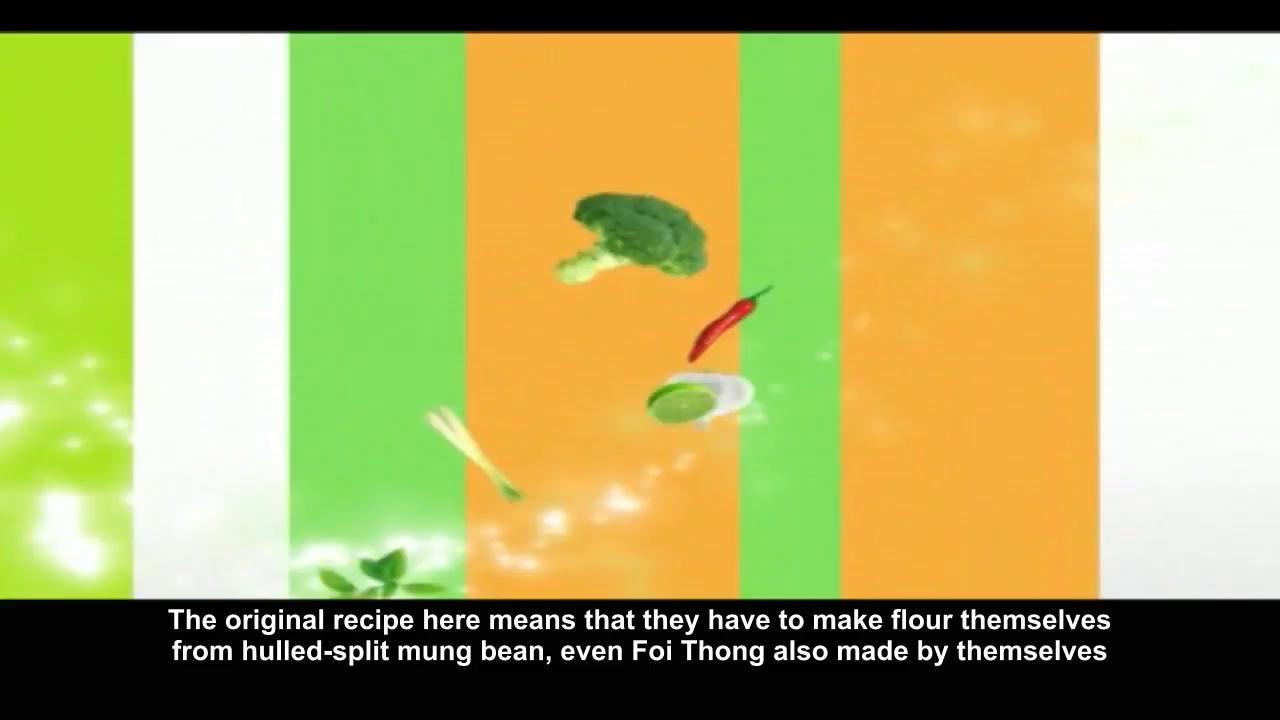 The original recipe here means that they have to make flour themselves
from hulled-split mung bean, even Foi Thong also made by themselves